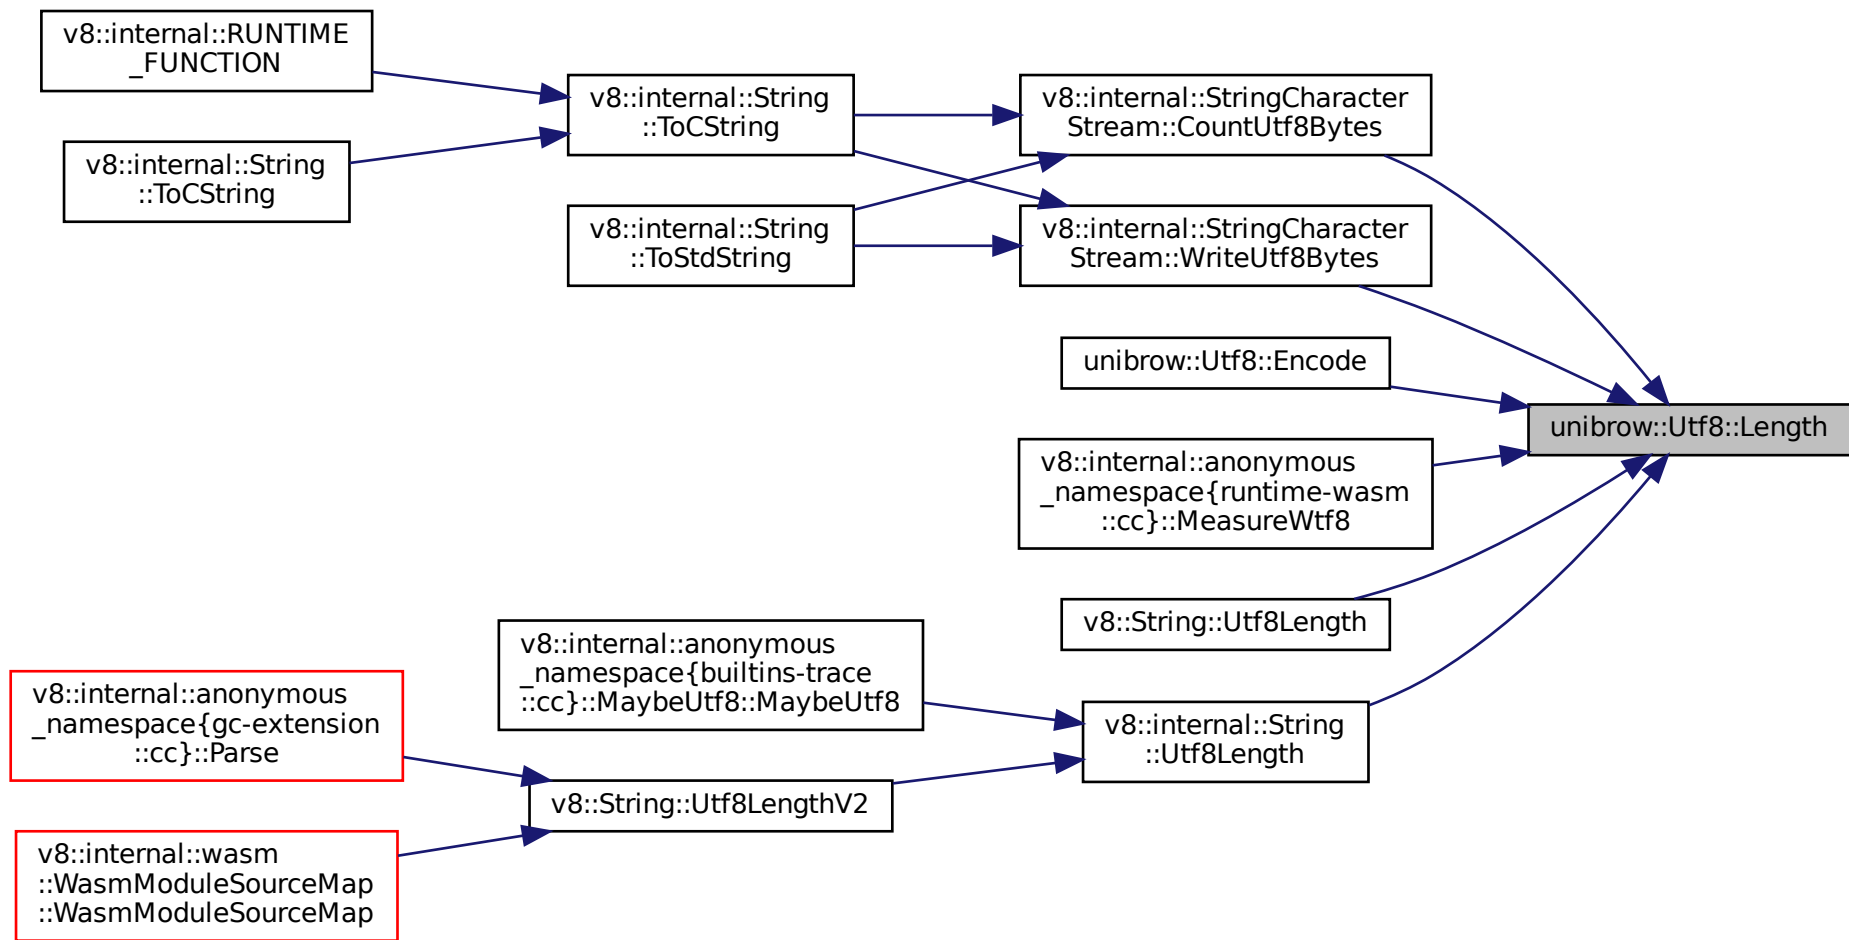 v8::internal::RUNTIME
_FUNCTION
v8::internal::String
::ToCString
v8::internal::String
::ToCString
v8::internal::String
::ToStdString
v8::internal::StringCharacter
Stream::CountUtf8Bytes
v8::internal::StringCharacter
Stream::WriteUtf8Bytes
unibrow::Utf8::Encode
v8::internal::anonymous
_namespace{runtime-wasm
::cc}::MeasureWtf8
v8::String::Utf8Length
unibrow::Utf8::Length
v8::internal::anonymous
_namespace{builtins-trace
::cc}::MaybeUtf8::MaybeUtf8
v8::internal::String
::Utf8Length
v8::internal::anonymous
_namespace{gc-extension
::cc}::Parse
v8::String::Utf8LengthV2
v8::internal::wasm
::WasmModuleSourceMap
::WasmModuleSourceMap